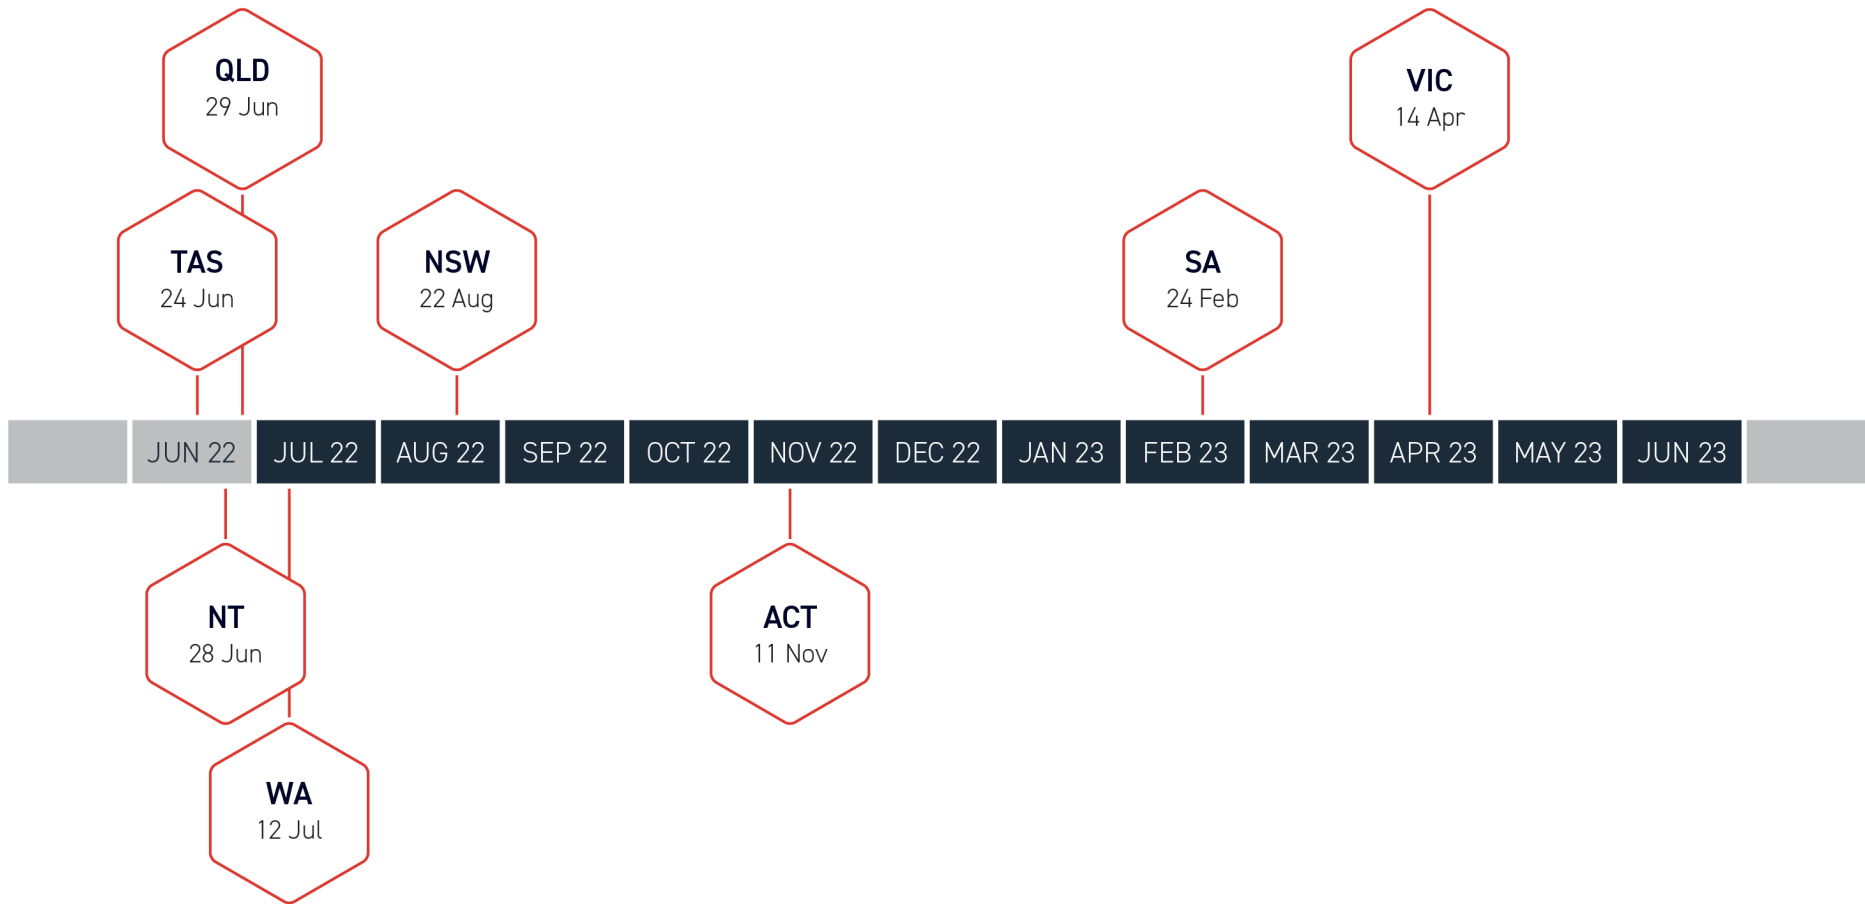 QLD
29 Jun
VIC
14 Apr
TAS
24 Jun
NSW
22 Aug
SA
24 Feb
JUN 22
JUL 22
AUG 22
SEP 22
OCT 22
NOV 22
DEC 22
JAN 23
FEB 23
MAR 23
APR 23
MAY 23
JUN 23
NT
28 Jun
ACT
11 Nov
WA
12 Jul